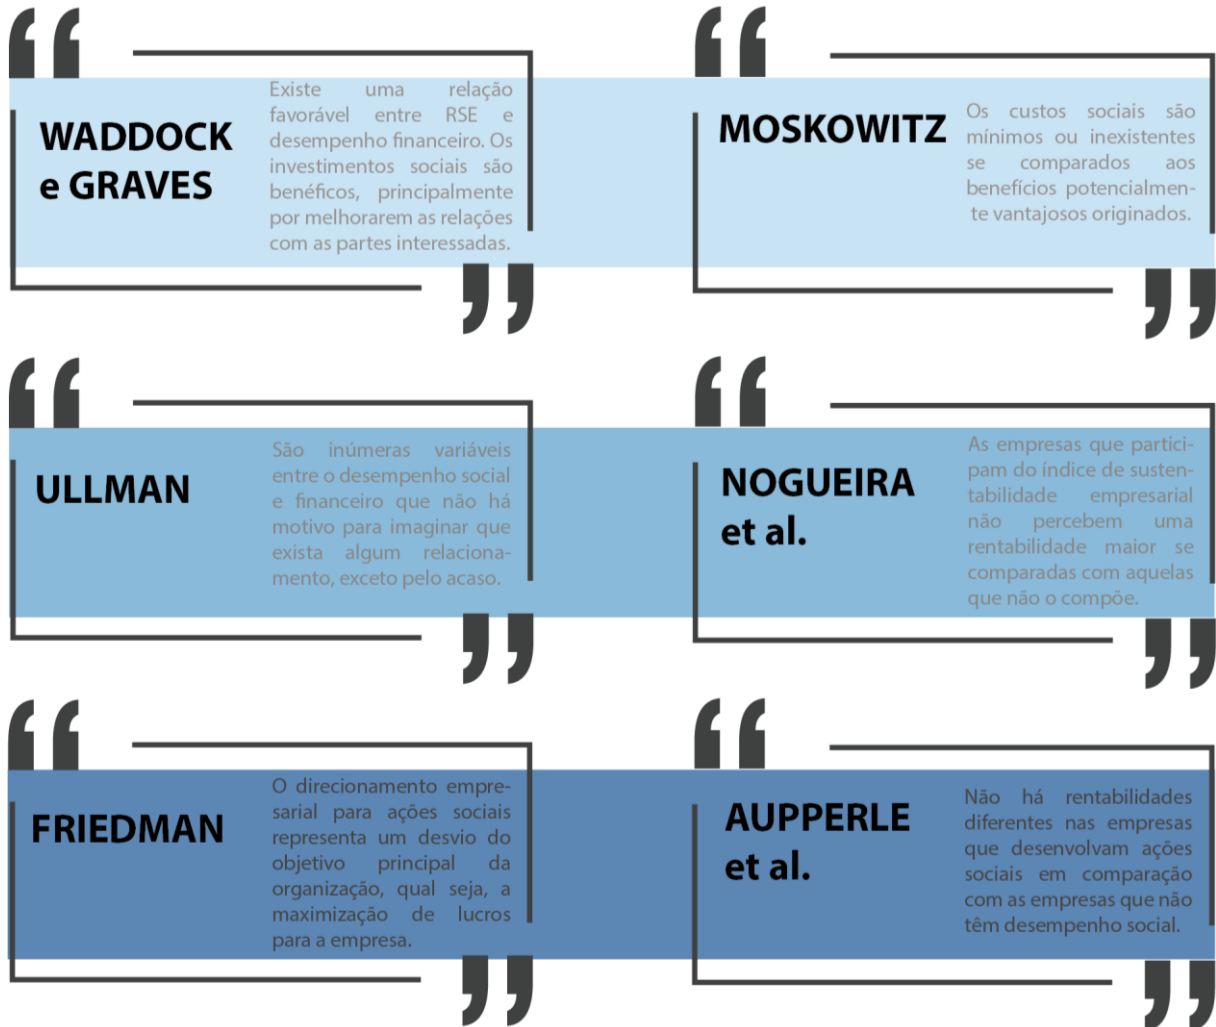 WADDOCK
e GRAVES
Existe uma relação
favorável entre RSE e
desempenho financeiro. Os
investimentos sociais são
benéficos, principalmente
por melhorarem as relações
com as partes interessadas.
MOSKOWITZ
Os custos sociais são
mínimos ou inexistentes
se comparados aos
benefícios potencialmen-
te vantajosos originados.
ULLMAN
São inúmeras variáveis
entre o desempenho social
e financeiro que não há
motivo para imaginar que
exista algum relaciona-
mento, exceto pelo acaso.
NOGUEIRA
et al.
As empresas que partici-
pam do índice de susten-
tabilidade empresarial
não percebem uma
rentabilidade maior se
comparadas com aquelas
que não o compõe.
FRIEDMAN
O direcionamento empre-
sarial para ações sociais
representa um desvio do
objetivo principal da
organização, qual seja, a
maximização de lucros
para a empresa.
AUPPERLE
et al.
Não há rentabilidades
diferentes nas empresas
que desenvolvam ações
sociais em comparação
com as empresas que não
têm desempenho social.